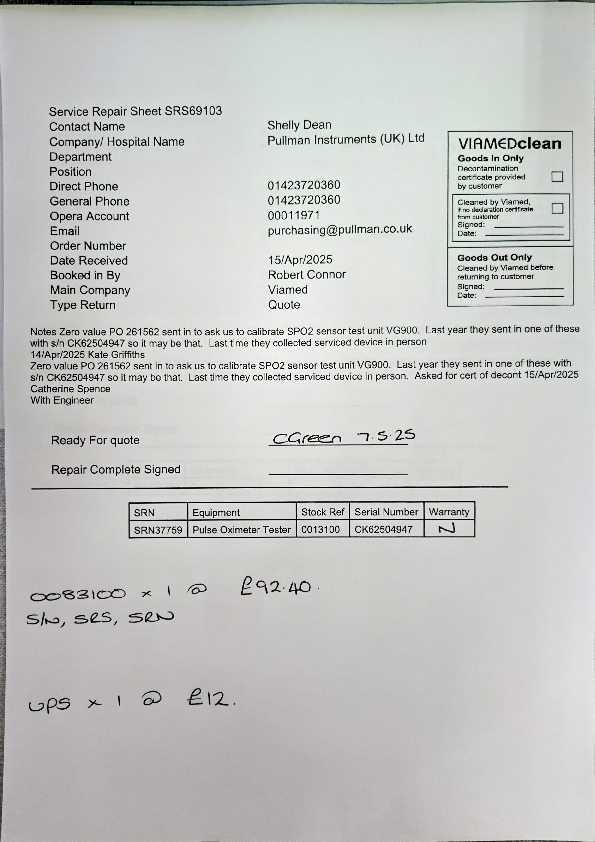 Service Repair Sheet SRS69103
Contact Name Shelly Dean
Company/ Hospital Name Pullman Instruments (UK) Ltd
Department
Position
Direct Phone 01423720360
General Phone 01423720360
Opera Account 00011971
Email purchasing@pullman.co.uk
Order Number
Date Received 15/Apr/2025
Booked in By Robert Connor
Main Company Viamed
Type Return Quote
VIAMEDclean
Goods In Only
Decontamination
certificate provided
by customer
Cleaned by Viamed,
if no declaration certificate
from customer
Signed:
Date:
Goods Out Only
Cleaned by Viamed before
returning to customer
Signed:
Date:
Notes Zero value PO 261562 sent in to ask us to calibrate SPO2 sensor test unit VG900. Last year they sent in one of these
with s/n CK62504947 so it may be that. Last time they collected serviced device in person
14/Apr/2025 Kate Griffiths
Zero value PO 261562 sent in to ask us to calibrate SPO2 sensor test unit VG900. Last year they sent in one of these with
s/n CK62504947 so it may be that. Last time they collected serviced device in person. Asked for cert of decont 15/Apr/2025
Catherine Spence
With Engineer
Ready For quote CGreen 7.5.25
Repair Complete Signed
SRN Equipment Stock Ref Serial Number Warranty
SRN37759 Pulse Oximeter Tester 0013100 CK62504947 N
0083100 x 1 @ £92.40.
S/N, SRS, SRN
UPS x 1 @ £12.